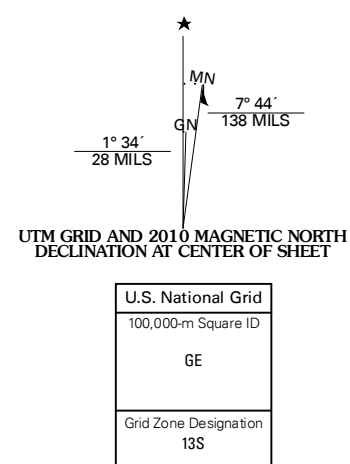 ★
MN
GN
7° 44´
138 MILS
1° 34´
28 MILS
UTM GRID AND 2010 MAGNETIC NORTH
DECLINATION AT CENTER OF SHEET
U.S. National Grid
100,000-m Square ID
GE
Grid Zone Designation
13S